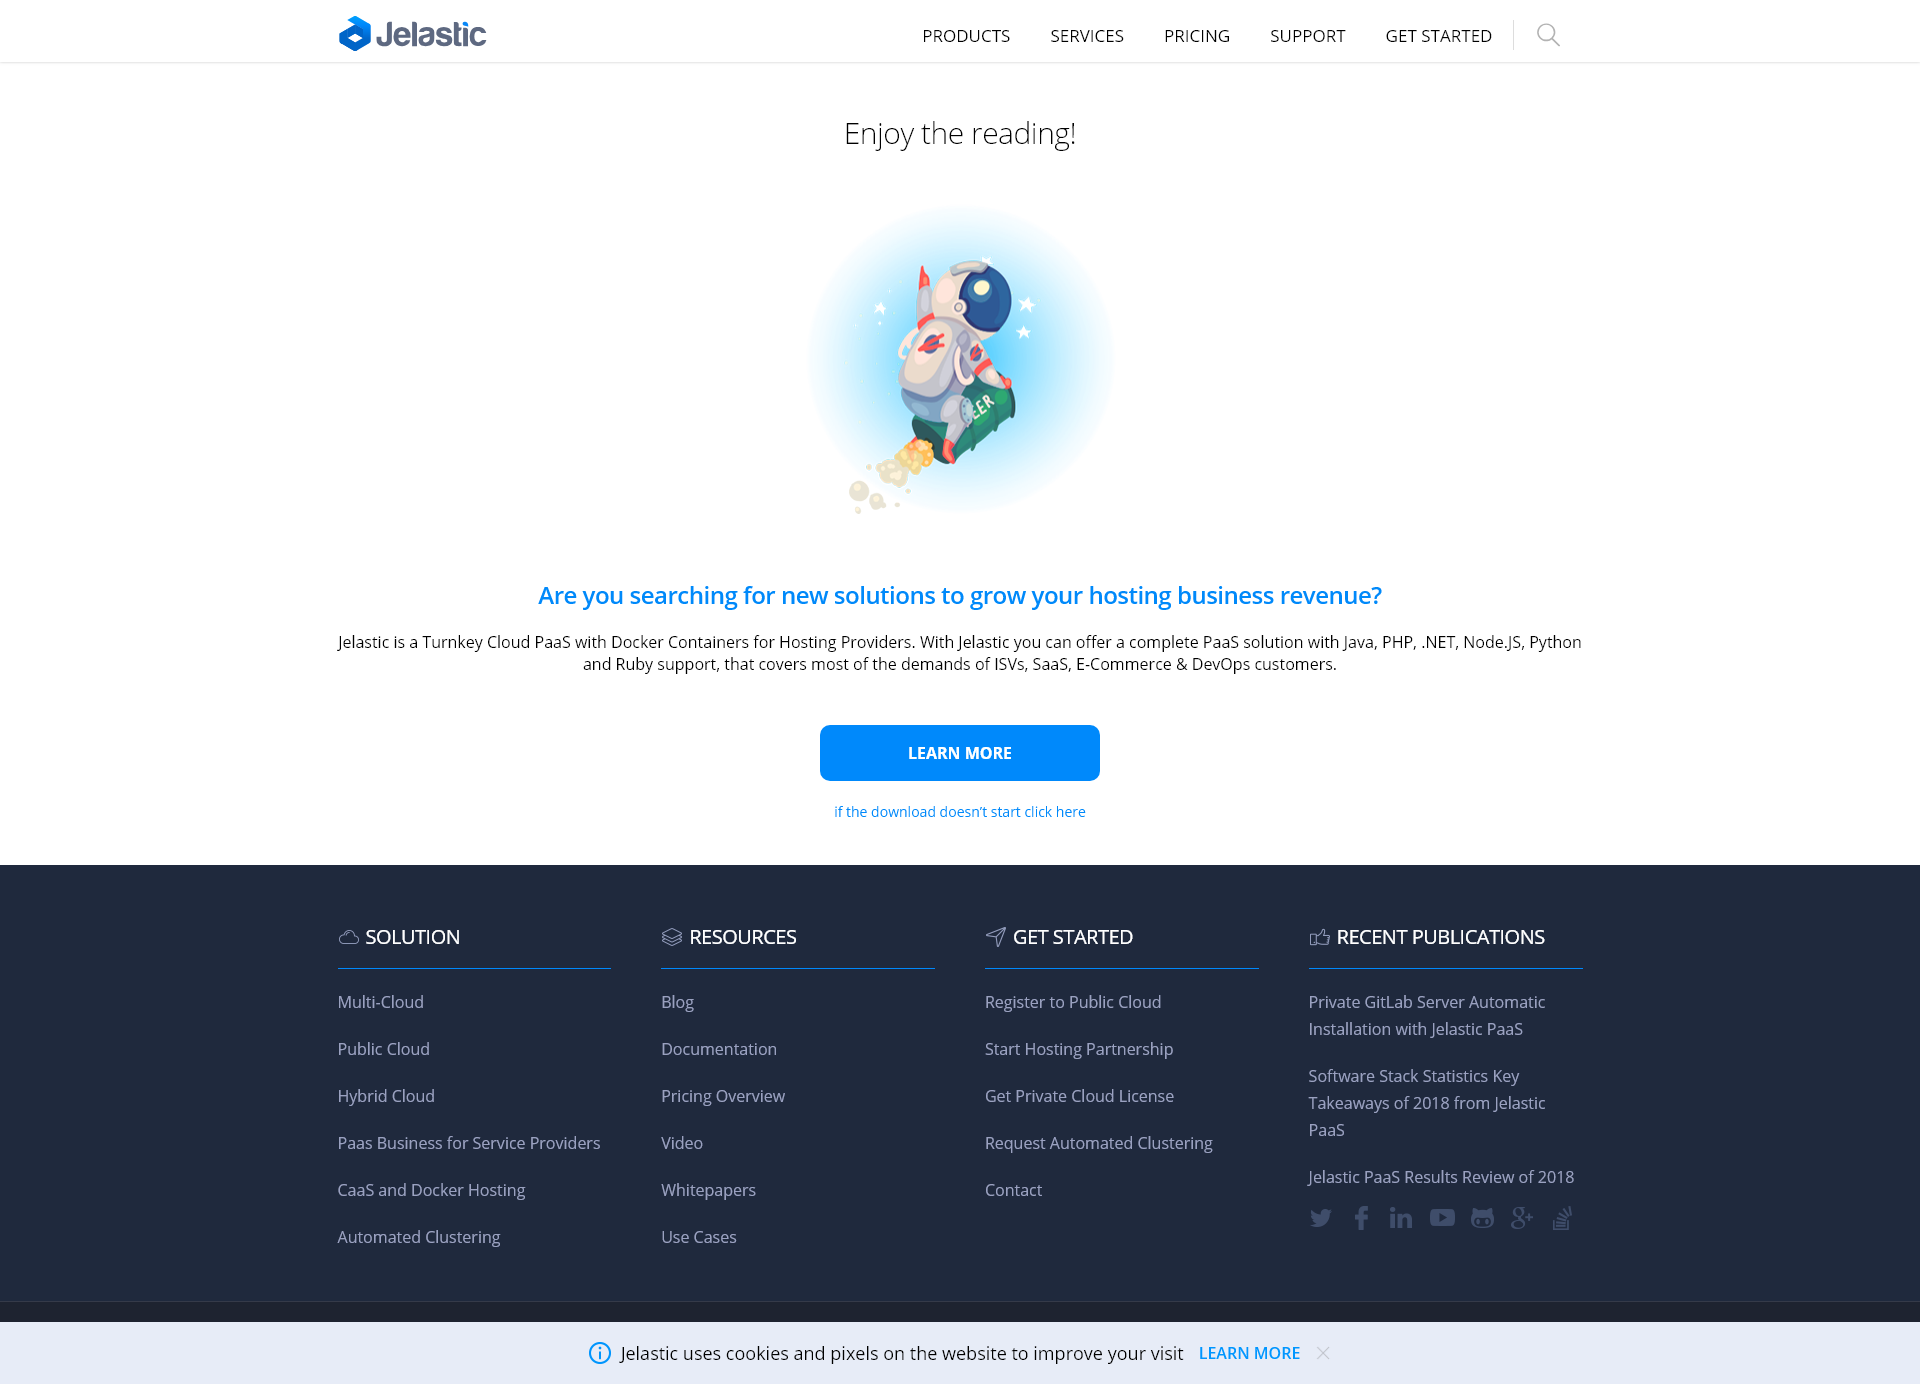 Jelastic
PRODUCTS
SERVICES
PRICING
SUPPORT
GET STARTED
Enjoy the reading!
EER
Are you searching for new solutions to grow your hosting business revenue?
Jelastic is a Turnkey Cloud PaaS with Docker Containers for Hosting Providers. With Jelastic you can offer a complete PaaS solution with Java, PHP, .NET, Node.JS, Python
and Ruby support, that covers most of the demands of ISVs, SaaS, E-Commerce & DevOps customers.
LEARN MORE
if the download doesn't start click here
SOLUTION
Multi-Cloud
Public Cloud
Hybrid Cloud
Paas Business for Service Providers
CaaS and Docker Hosting
Automated Clustering
RESOURCES
Blog
Documentation
Pricing Overview
Video
Whitepapers
Use Cases
GET STARTED
Register to Public Cloud
Start Hosting Partnership
Get Private Cloud License
Request Automated Clustering
Contact
RECENT PUBLICATIONS
Private GitLab Server Automatic
Installation with Jelastic PaaS
Software Stack Statistics Key
Takeaways of 2018 from Jelastic
PaaS
Jelastic PaaS Results Review of 2018
Jelastic uses cookies and pixels on the website to improve your visit LEARN MORE